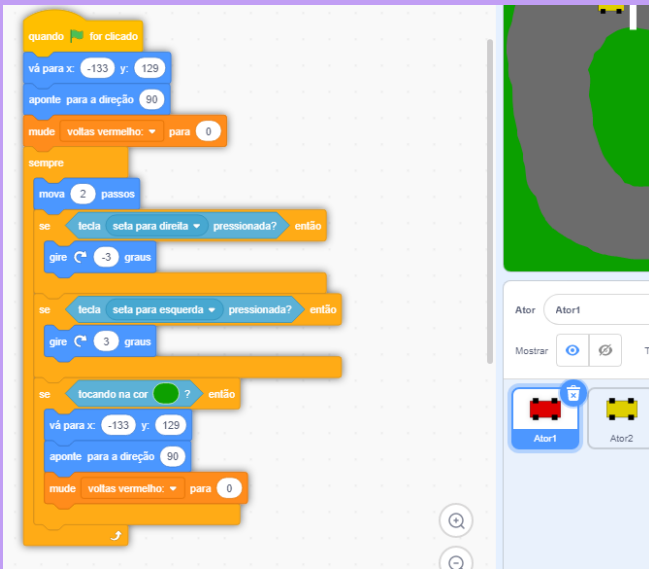 quando for clicado
vá para x: -133 y: 129
aponte para a direção 90
mude voltas vermelho: para 0
sempre
mova 2 passos
se tecla seta para direita pressionada? então
gire -3 graus
se tecla seta para esquerda pressionada? então
gire 3 graus
se tocando na cor ? então
vá para x: -133 y: 129
aponte para a direção 90
mude voltas vermelho: para 0
Ator Ator1
Mostrar T
Ator1
Ator2